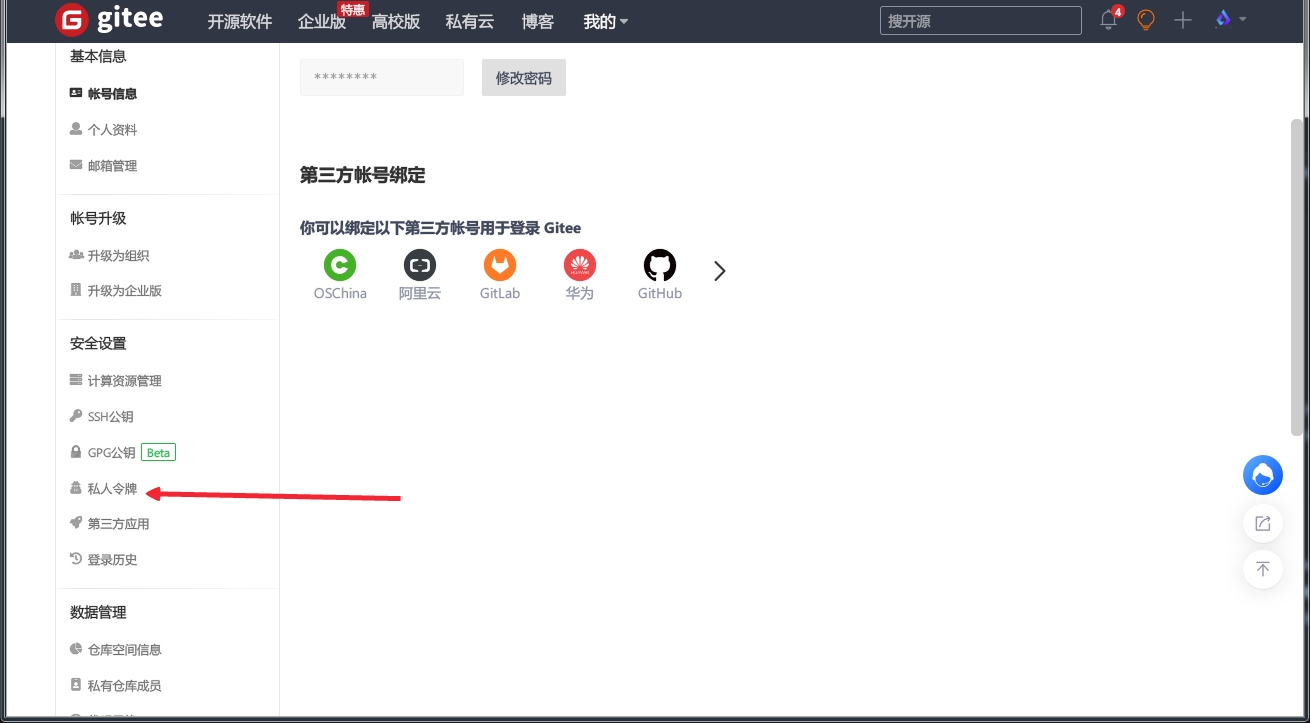 gitee
开源软件
企业版
特惠
高校版
私有云
博客
我的
搜开源
4
基本信息
帐号信息
个人资料
邮箱管理
帐号升级
升级为组织
升级为企业版
安全设置
计算资源管理
SSH公钥
GPG公钥 Beta
私人令牌
第三方应用
登录历史
数据管理
仓库空间信息
私有仓库成员
********
修改密码
第三方帐号绑定
你可以绑定以下第三方帐号用于登录 Gitee
OSChina
阿里云
GitLab
HUAWEI
华为
GitHub